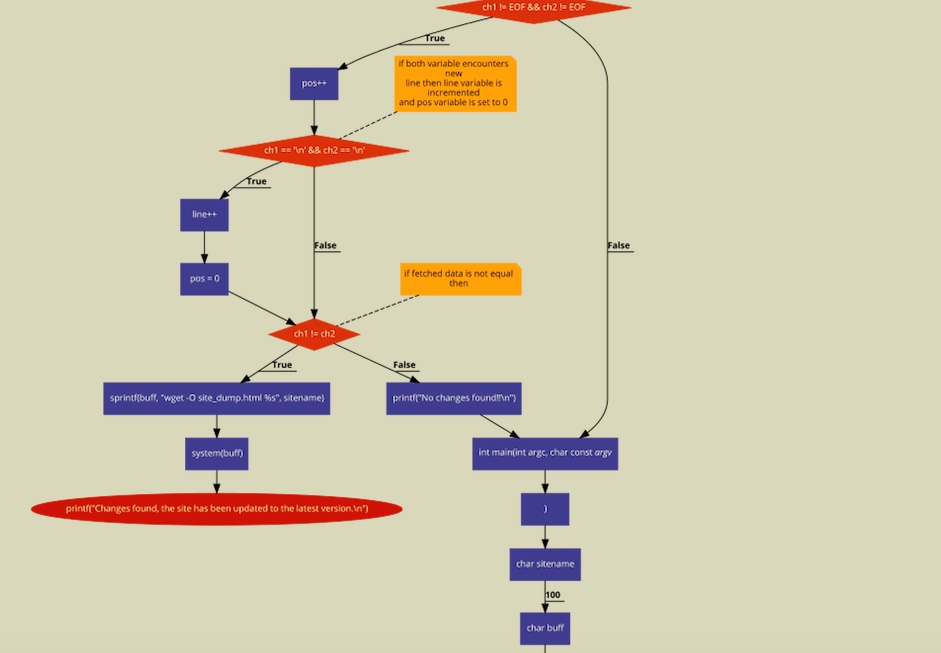 ch1 != EOF && ch2 != EOF
True
pos++
if both variable encounters
new
line then line variable is
incremented
and pos variable is set to 0
ch1 == '\n' && ch2 == '\n'
True
line++
False
False
pos = 0
if fetched data is not equal
then
ch1 != ch2
True
False
sprintf(buff, "wget -O site_dump.html %s", sitename)
printf("No changes found!!\n")
system(buff)
int main(int argc, char const argv
printf("Changes found, the site has been updated to the latest version.\n")
)
char sitename
100
char buff